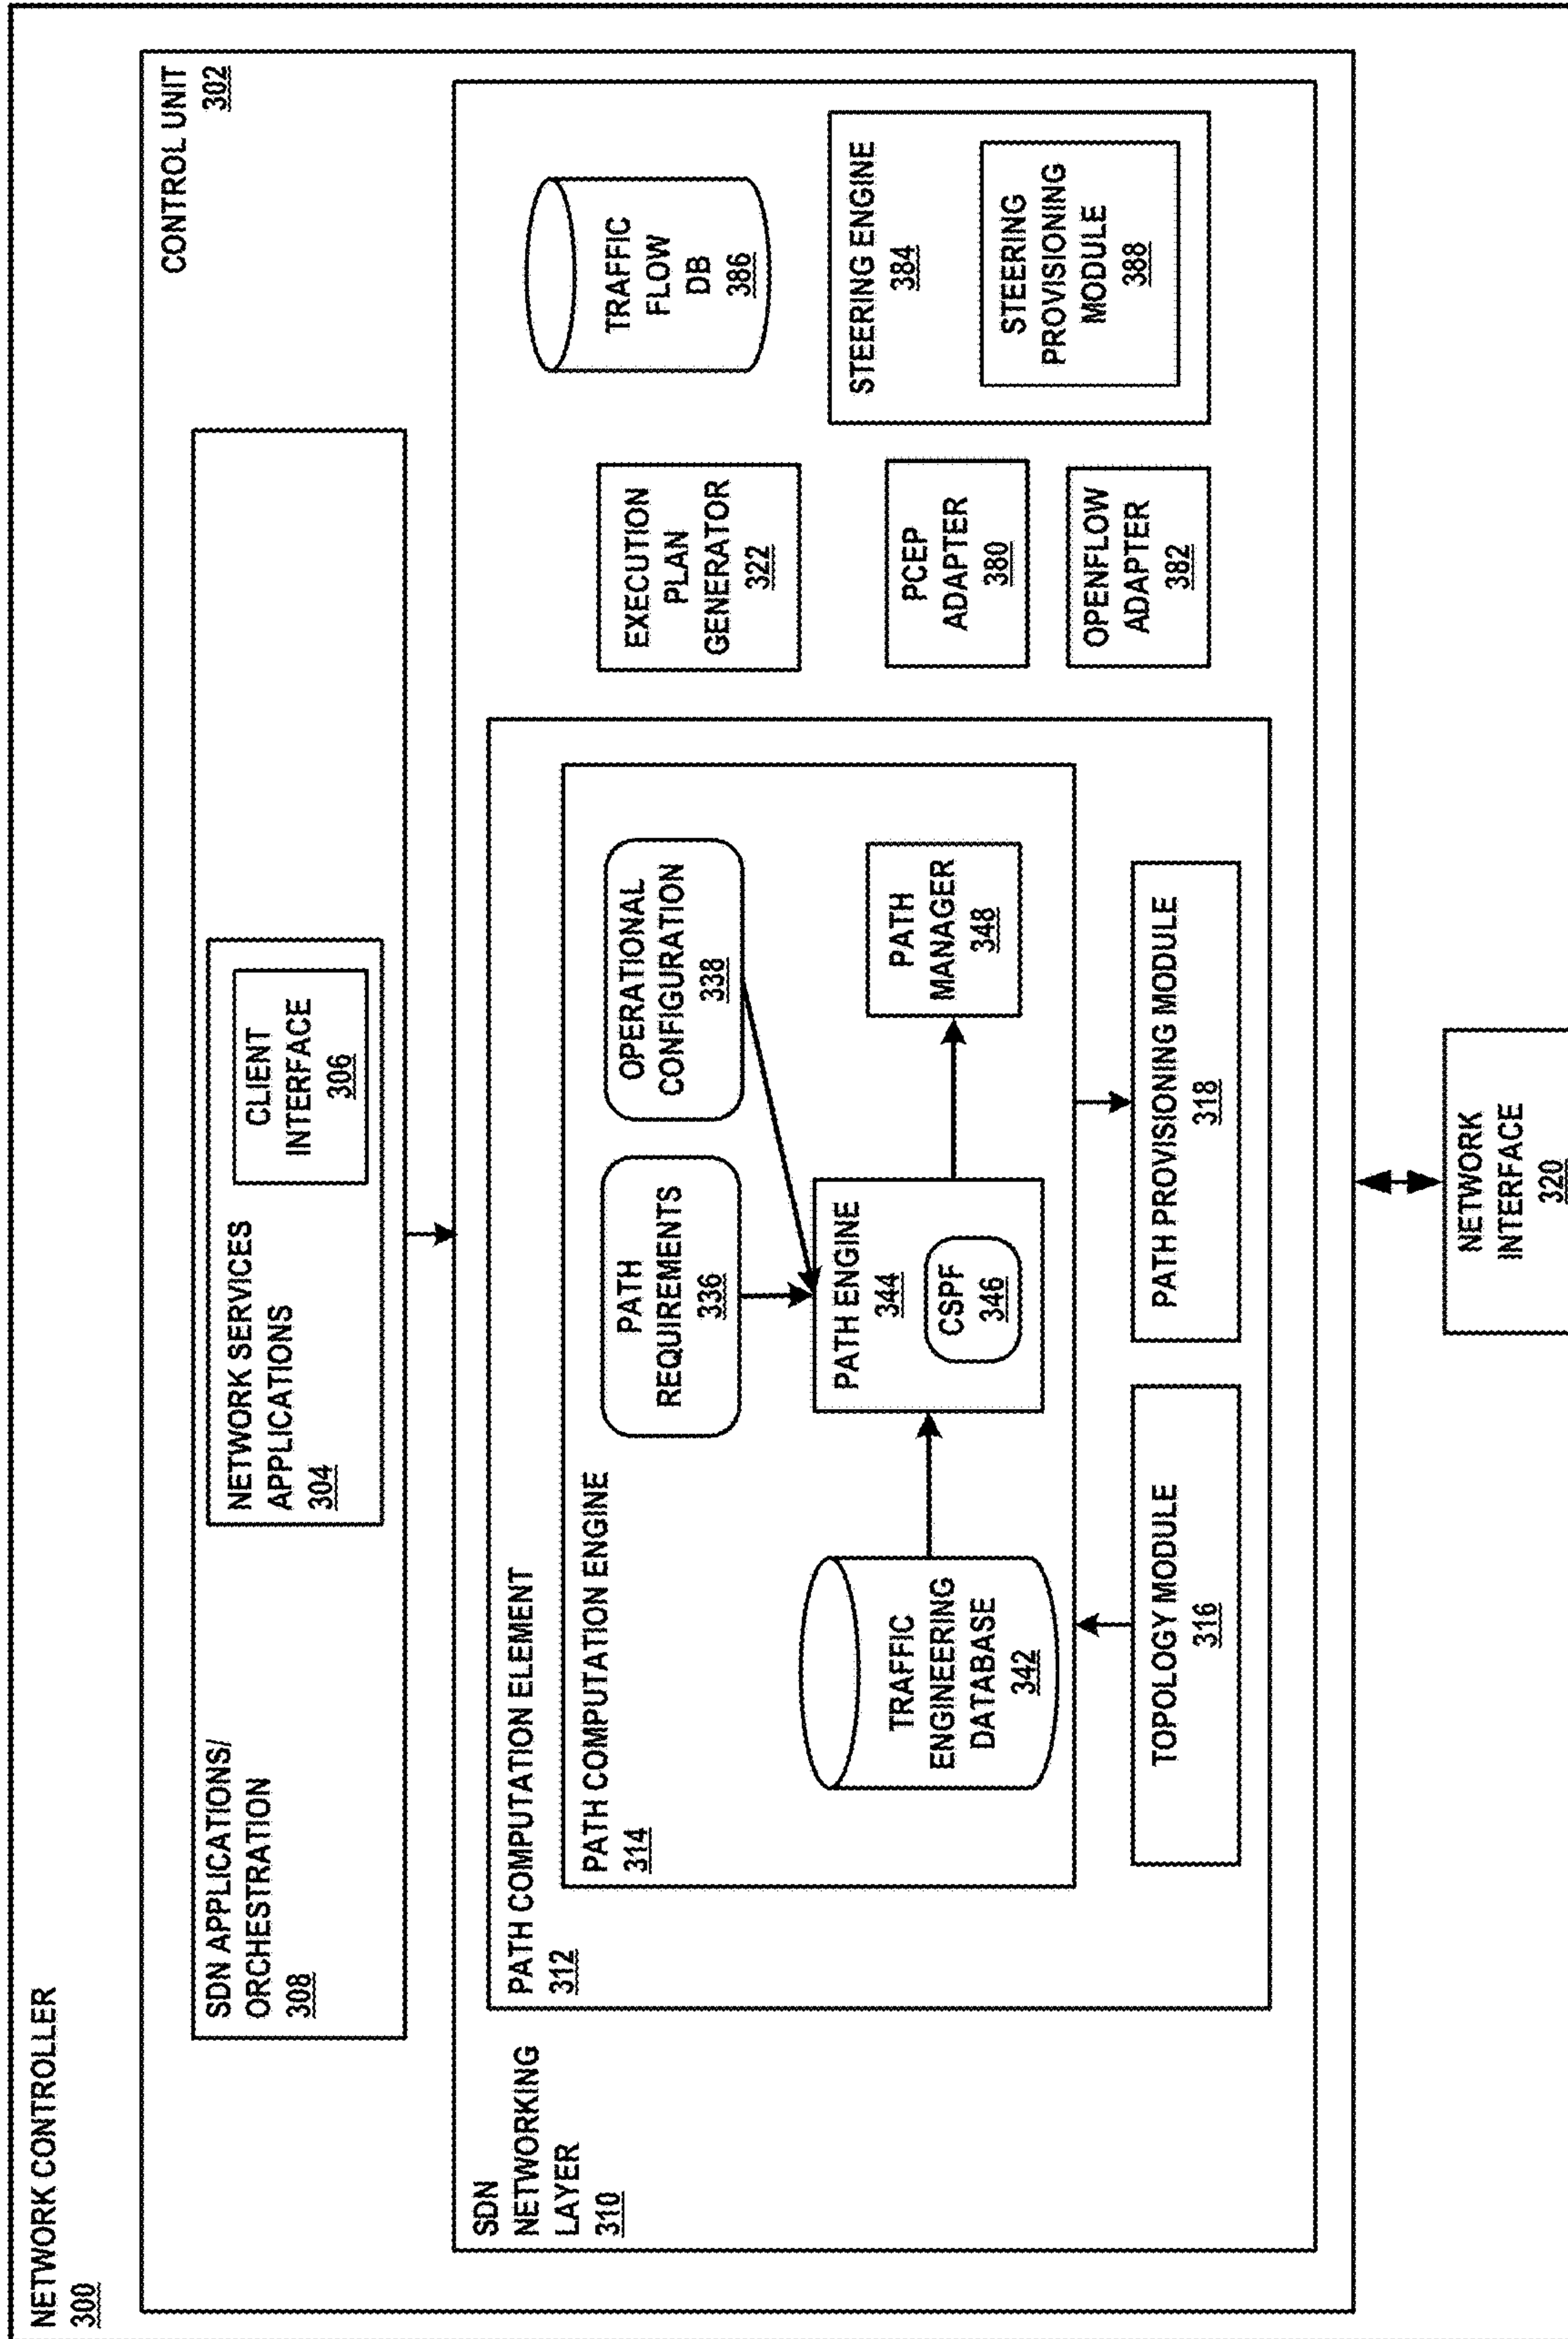 NETWORK CONTROLLER
300
CONTROL UNIT
302
SDN APPLICATIONS/
ORCHESTRATION
308
NETWORK SERVICES
APPLICATIONS
304
CLIENT
INTERFACE
306
SDN
NETWORKING
LAYER
310
PATH COMPUTATION ELEMENT
312
PATH COMPUTATION ENGINE
314
PATH
REQUIREMENTS
336
OPERATIONAL
CONFIGURATION
338
TRAFFIC
ENGINEERING
DATABASE
342
PATH ENGINE
344
CSPF
346
PATH
MANAGER
348
TOPOLOGY MODULE
316
PATH PROVISIONING MODULE
318
EXECUTION
PLAN
GENERATOR
322
PCEP
ADAPTER
380
OPENFLOW
ADAPTER
382
TRAFFIC
FLOW
DB
386
STEERING ENGINE
384
STEERING
PROVISIONING
MODULE
388
NETWORK
INTERFACE
320